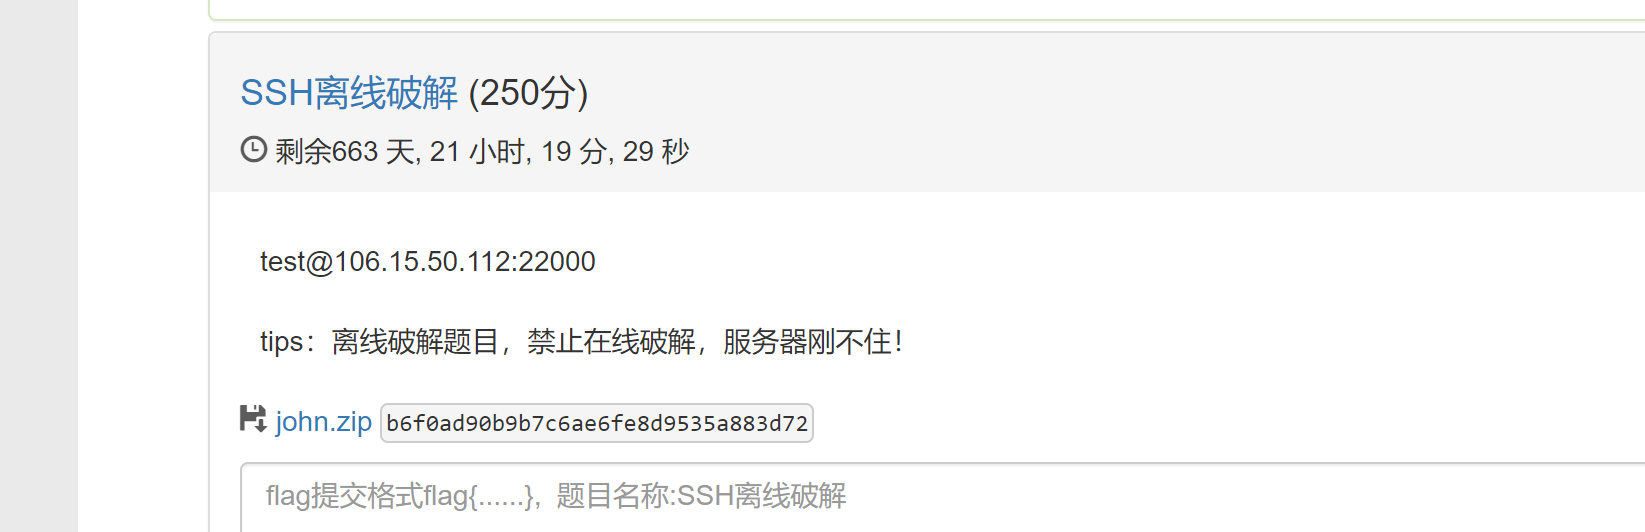 SSH离线破解 (250分)
剩余663 天, 21 小时, 19 分, 29 秒
test@106.15.50.112:22000
tips：离线破解题目，禁止在线破解，服务器刚不住！
john.zip b6f0ad90b9b7c6ae6fe8d9535a883d72
flag提交格式flag{......}，题目名称:SSH离线破解